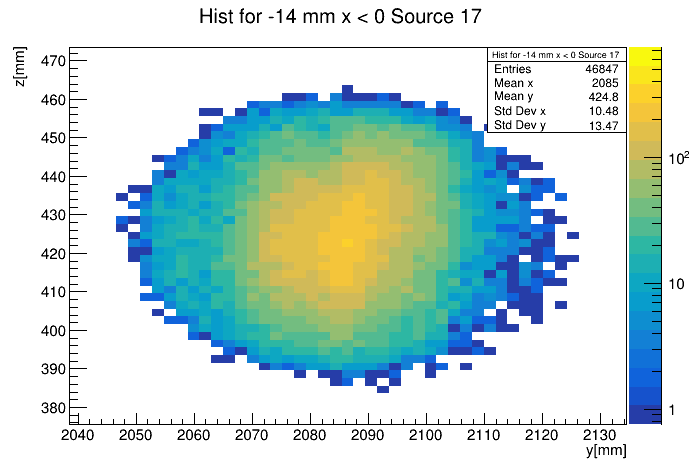 Hist for -14 mm x < 0 Source 17
z[mm]
Hist for -14 mm x < 0 Source 17
Entries 46847
Mean x 2085
Mean y 424.8
Std Dev x 10.48
Std Dev y 13.47
470
460
450
440
430
420
410
400
390
380
10²
10
1
2040 2050 2060 2070 2080 2090 2100 2110 2120 2130
y[mm]